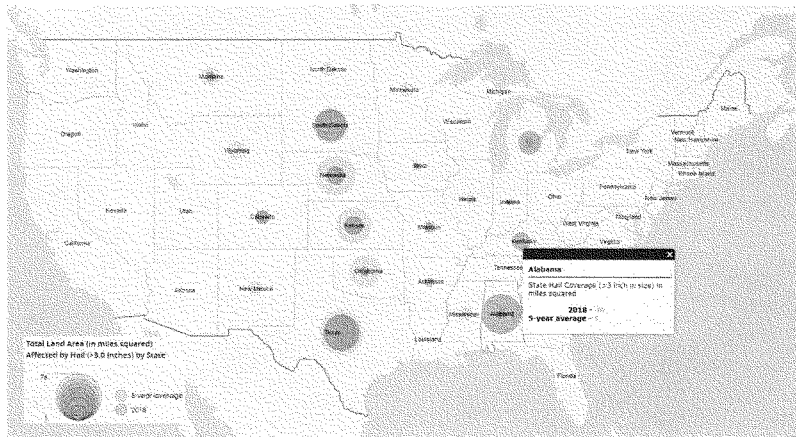 Washington
Montana
North Dakota
Minnesota
Michigan
Maine
Oregon
Idaho
South Dakota
Wisconsin
Vermont
New Hampshire
Wyoming
New York
Massachusetts
Rhode Island
Nebraska
Iowa
Pennsylvania
New Jersey
Nevada
Utah
Colorado
Kansas
Missouri
Illinois
Indiana
Ohio
West Virginia
Maryland
California
Kentucky
Virginia
Arizona
New Mexico
Oklahoma
Arkansas
Tennessee
Texas
Louisiana
Mississippi
Alabama
Florida
×
Alabama
State Hail Coverage (>3 inch in size) in
miles squared
2018 -
5-year average -
Total Land Area (in miles squared)
Affected by Hail (>3.0 inches) by State
5-year coverage
2018